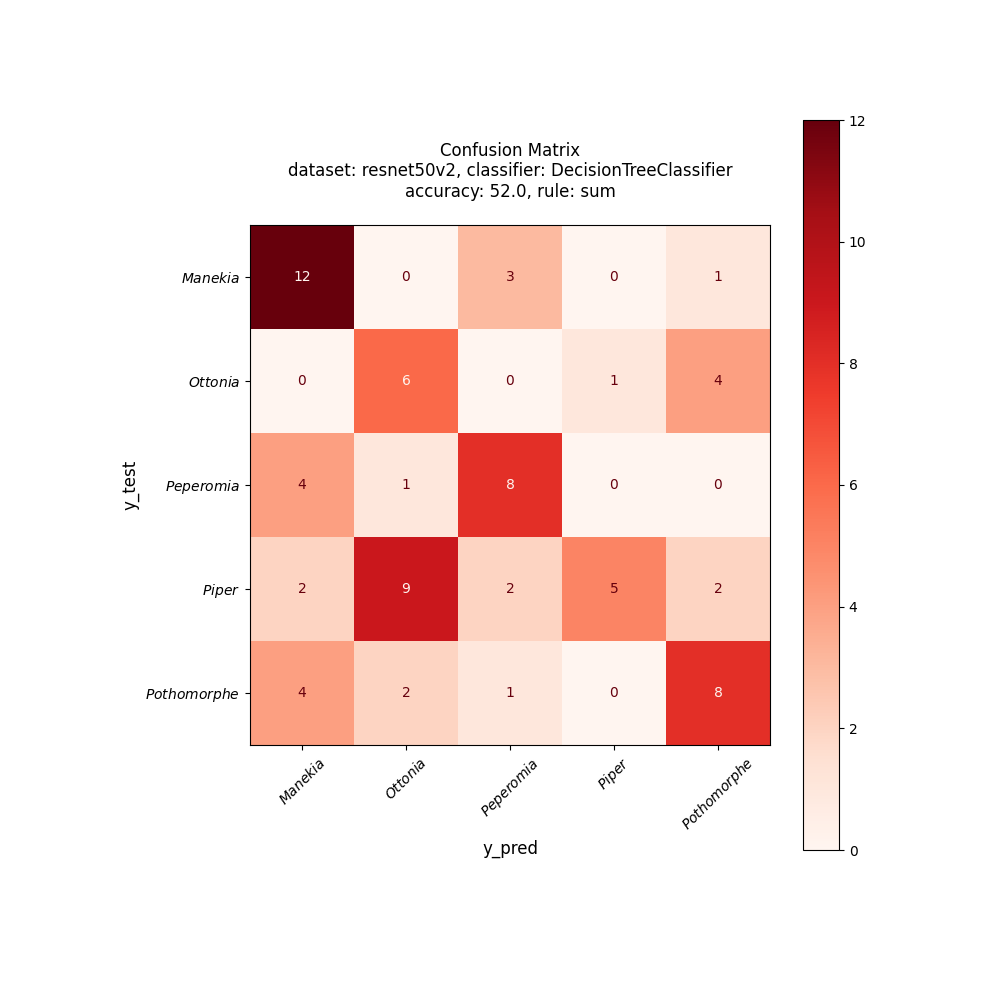 Confusion Matrix
dataset: resnet50v2, classifier: DecisionTreeClassifier
accuracy: 52.0, rule: sum
y_test
Manekia 12 0 3 0 1
Ottonia 0 6 0 1 4
Peperomia 4 1 8 0 0
Piper 2 9 2 5 2
Pothomorphe 4 2 1 0 8
Manekia Ottonia Peperomia Piper Pothomorphe
y_pred
12
10
8
6
4
2
0